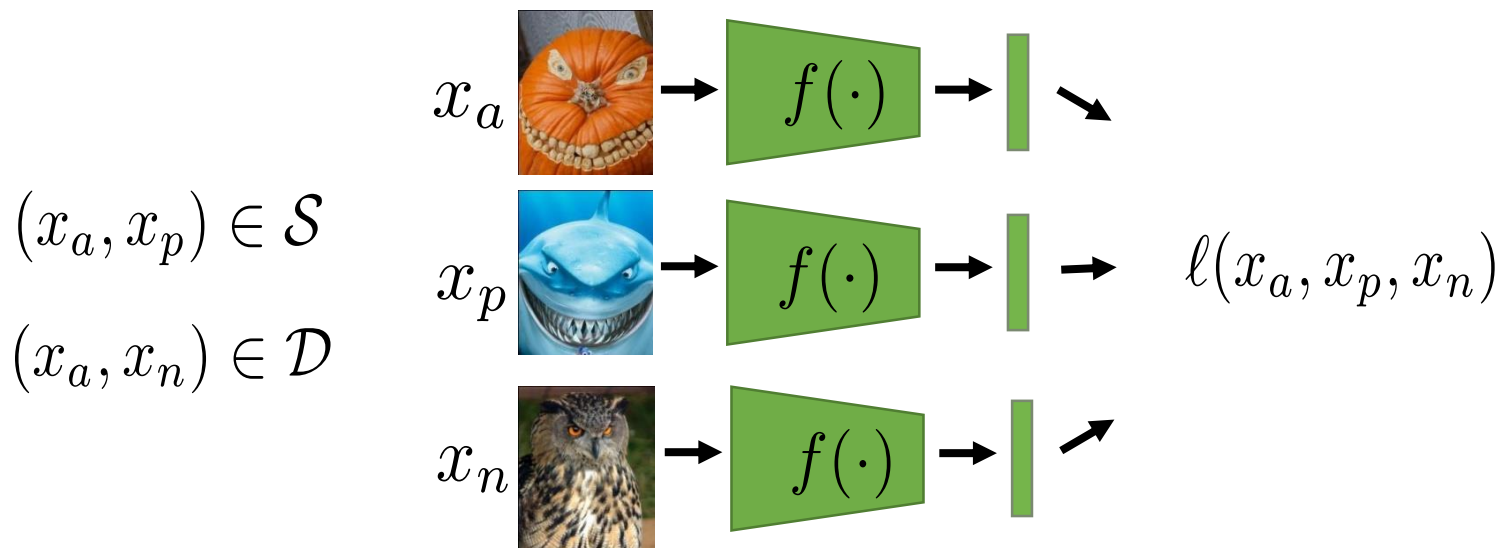 (x_a, x_p) ∈ 𝒮
(x_a, x_n) ∈ 𝒟
x_a
f(·)
x_p
f(·)
x_n
f(·)
ℓ(x_a, x_p, x_n)